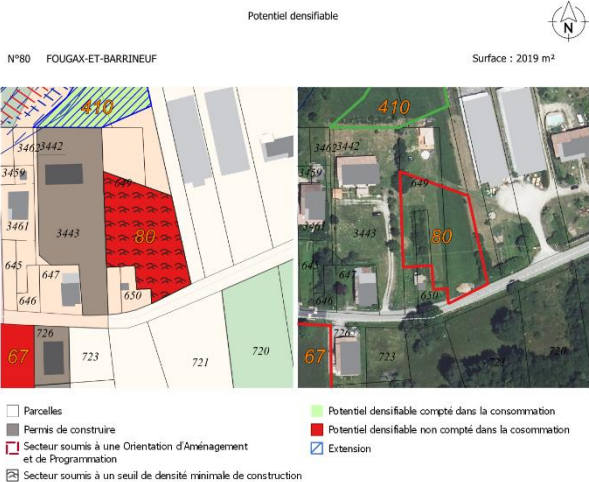 Potentiel densifiable
N
N°80 FOUGAX-ET-BARRINEUF
Surface : 2019 m²
410
3462 3442
3459
649
3461
3443
80
645
647
646
650
726
67
723
721
720
410
3462 3442
3459
649
3461
3443
80
645
647
646
650
726
67
723
721
720
Parcelles
Permis de construire
Secteur soumis à une Orientation d'Aménagement
et de Programmation
Secteur soumis à un seuil de densité minimale de construction
Potentiel densifiable compté dans la consommation
Potentiel densifiable non compté dans la cosommation
Extension